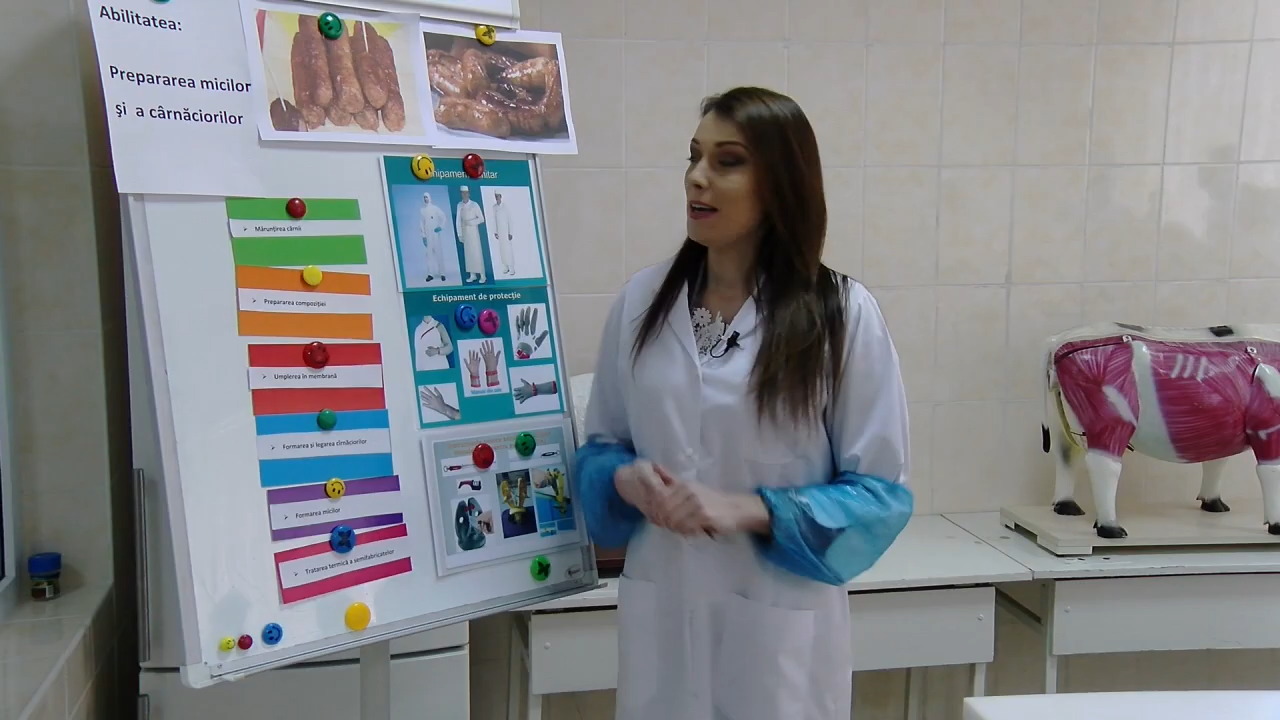 Abilitatea:
Prepararea micilor
şi a cârnăciorilor
Mărunțirea cărnii
Prepararea compoziției
Umplerea în membrană
Formarea și legarea cîrnăciorilor
Formarea micilor
Tratarea termică a semifabricatelor
Echipament de protecție